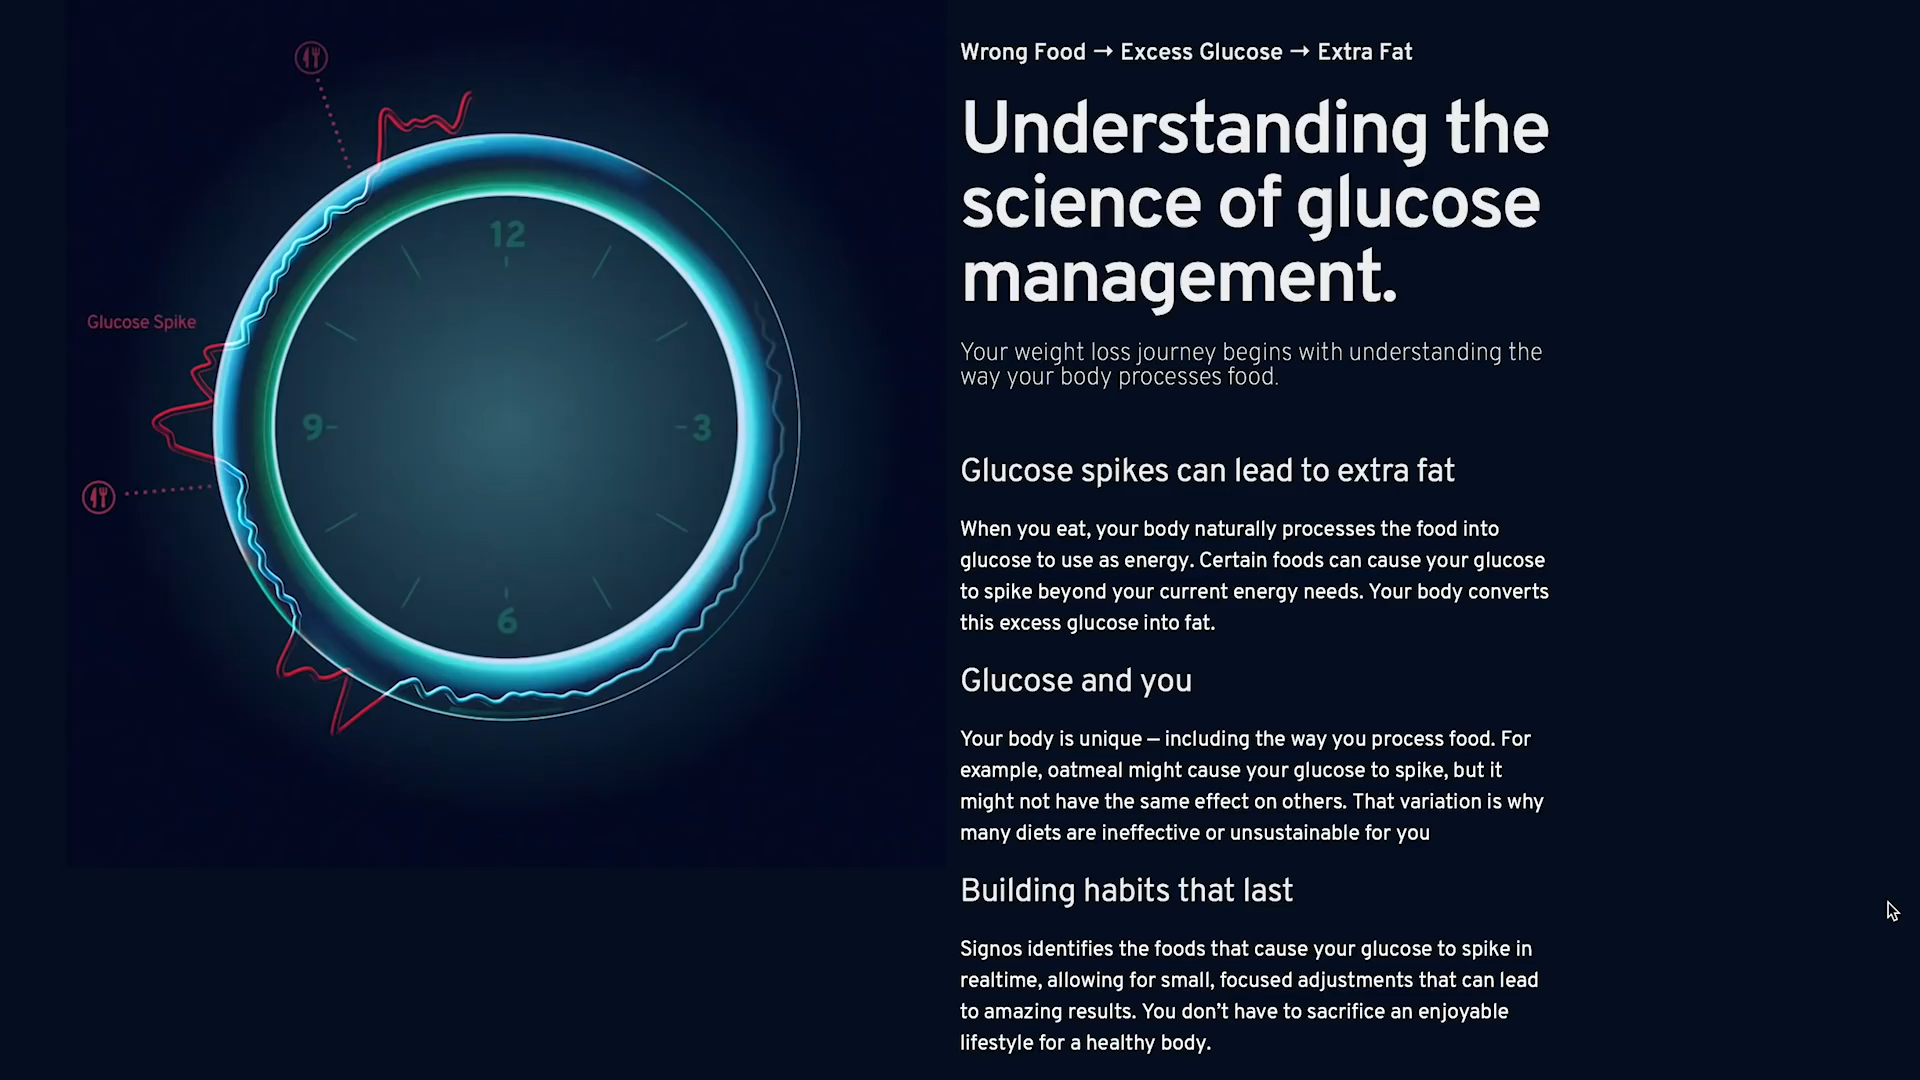 Wrong Food → Excess Glucose → Extra Fat
Understanding the
science of glucose
management.
Your weight loss journey begins with understanding the
way your body processes food.
Glucose spikes can lead to extra fat
When you eat, your body naturally processes the food into
glucose to use as energy. Certain foods can cause your glucose
to spike beyond your current energy needs. Your body converts
this excess glucose into fat.
Glucose and you
Your body is unique – including the way you process food. For
example, oatmeal might cause your glucose to spike, but it
might not have the same effect on others. That variation is why
many diets are ineffective or unsustainable for you
Building habits that last
Signos identifies the foods that cause your glucose to spike in
realtime, allowing for small, focused adjustments that can lead
to amazing results. You don’t have to sacrifice an enjoyable
lifestyle for a healthy body.
Glucose Spike
12
9
3
6